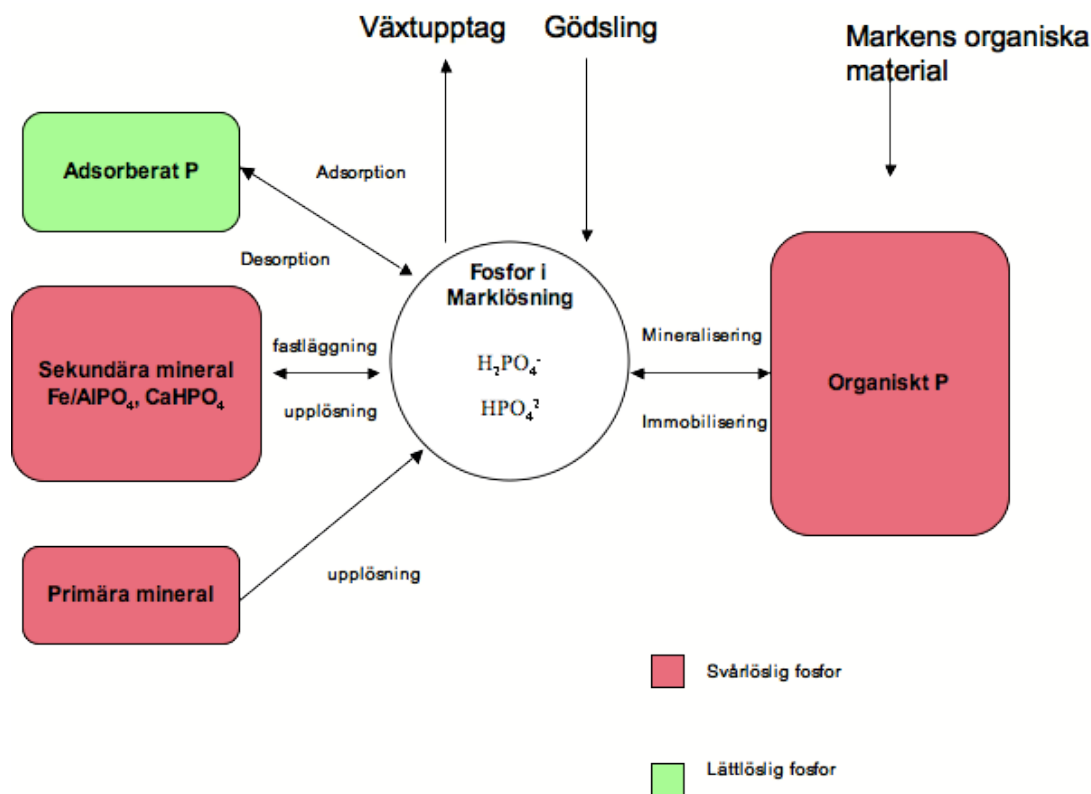 Växtupptag
Gödsling
Markens organiska
material
Adsorberat P
Adsorption
Desorption
Fosfor i
Marklösning
H₂PO₄⁻
HPO₄²
Sekundära mineral
Fe/AlPO₄, CaHPO₄
fastläggning
upplösning
Mineralisering
Immobilisering
Organiskt P
Primära mineral
upplösning
Svårlöslig fosfor
Lättlöslig fosfor